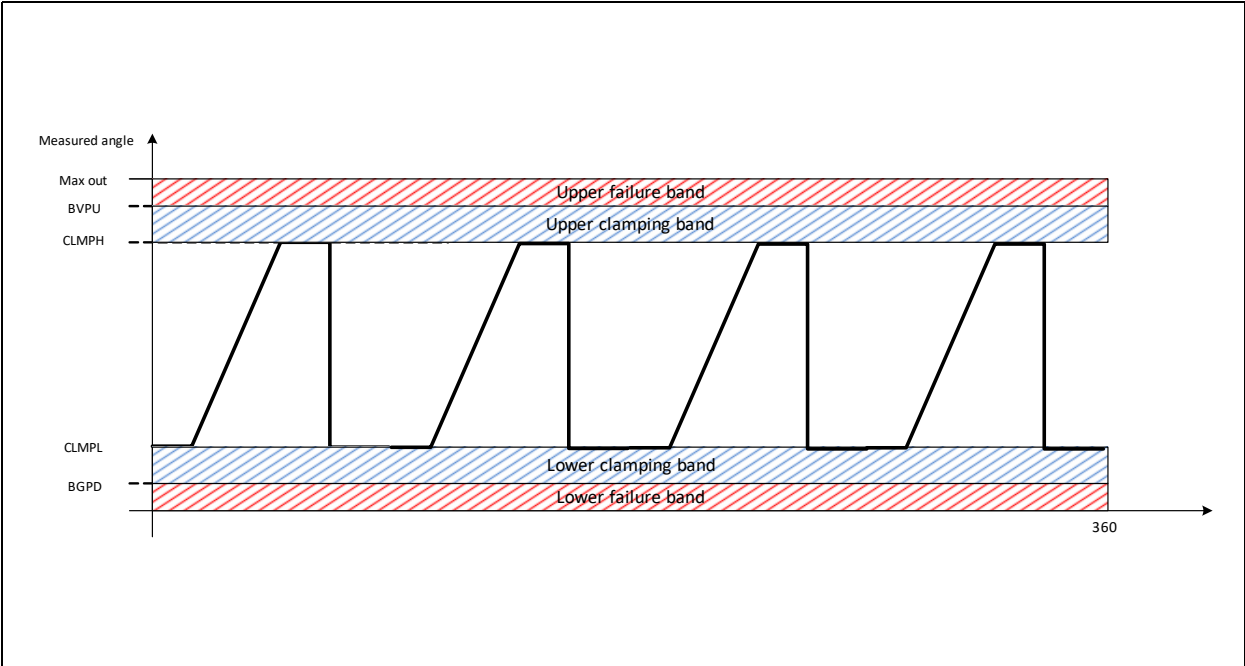 Measured angle
Max out
Upper failure band
BVPU
Upper clamping band
CLMPH
CLMPL
Lower clamping band
BGPD
Lower failure band
360